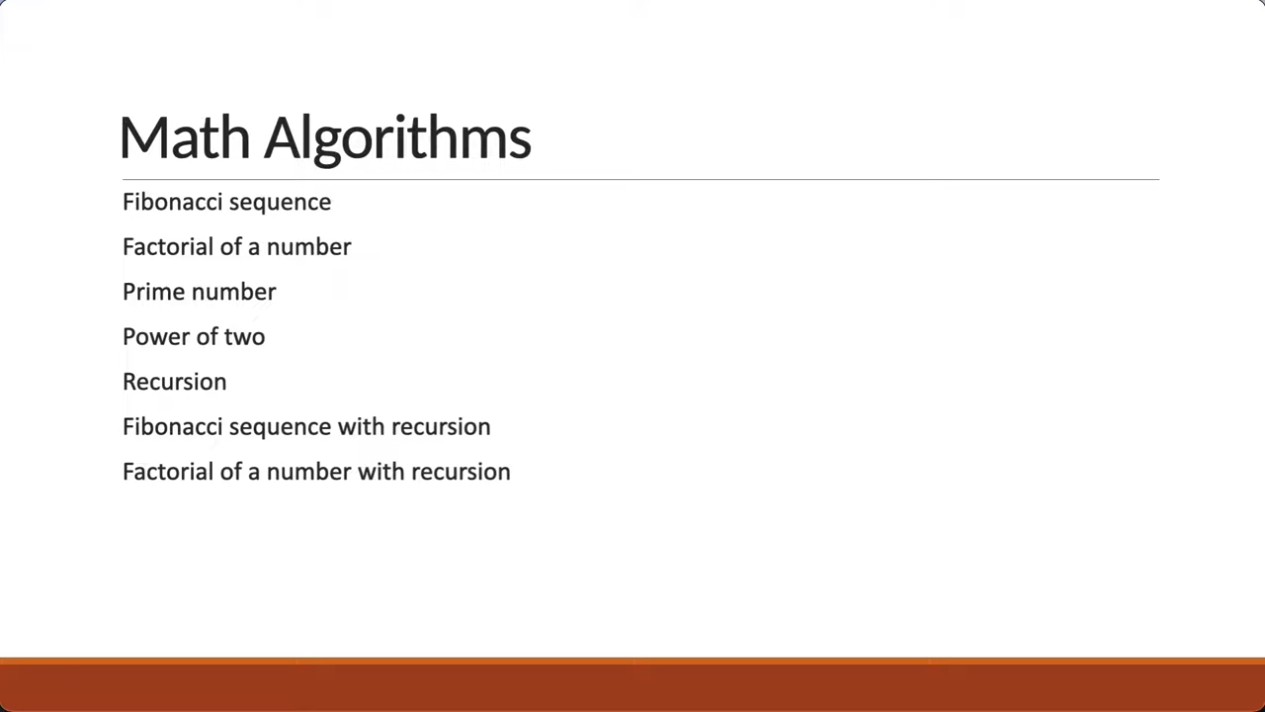 Math Algorithms
Fibonacci sequence
Factorial of a number
Prime number
Power of two
Recursion
Fibonacci sequence with recursion
Factorial of a number with recursion